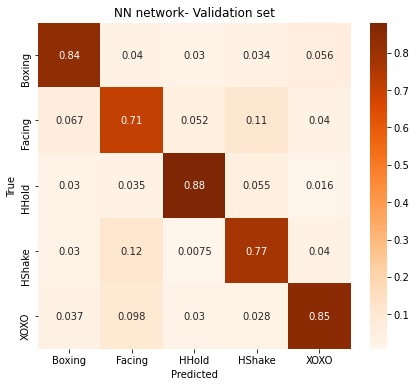 NN network- Validation set
True
Boxing 0.84 0.04 0.03 0.034 0.056
Facing 0.067 0.71 0.052 0.11 0.04
HHold 0.03 0.035 0.88 0.055 0.016
HShake 0.03 0.12 0.0075 0.77 0.04
XOXO 0.037 0.098 0.03 0.028 0.85
Boxing Facing HHold HShake XOXO
Predicted
0.8
0.7
0.6
0.5
0.4
0.3
0.2
0.1